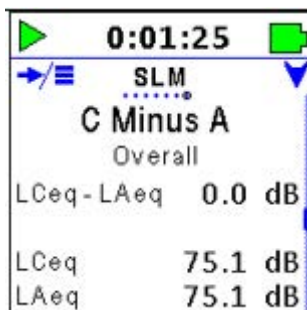 0:01:25
SLM
C Minus A
Overall
LCeq - LAeq 0.0 dB
LCeq 75.1 dB
LAeq 75.1 dB